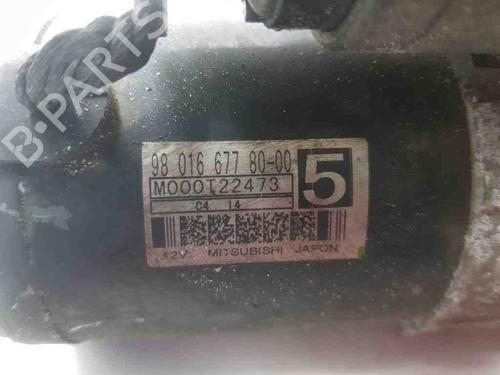 B-PARTS
98 016 677 80-00
5
M000T22473
C4 14
12V MITSUBISHI JAPON